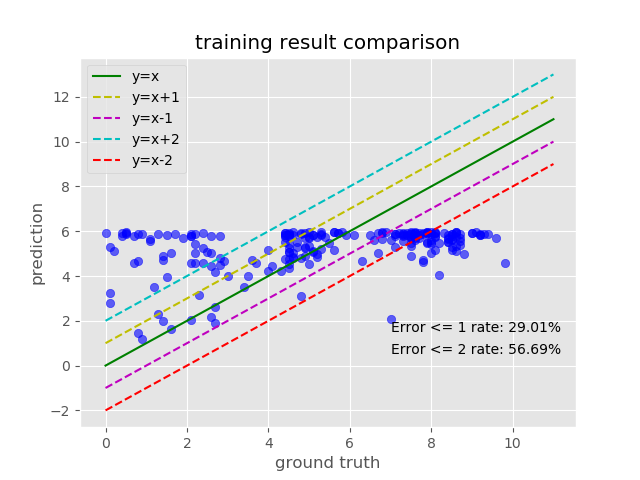 training result comparison
y=x
y=x+1
y=x-1
y=x+2
y=x-2
12
10
8
6
4
2
0
−2
prediction
Error <= 1 rate: 29.01%
Error <= 2 rate: 56.69%
0 2 4 6 8 10
ground truth